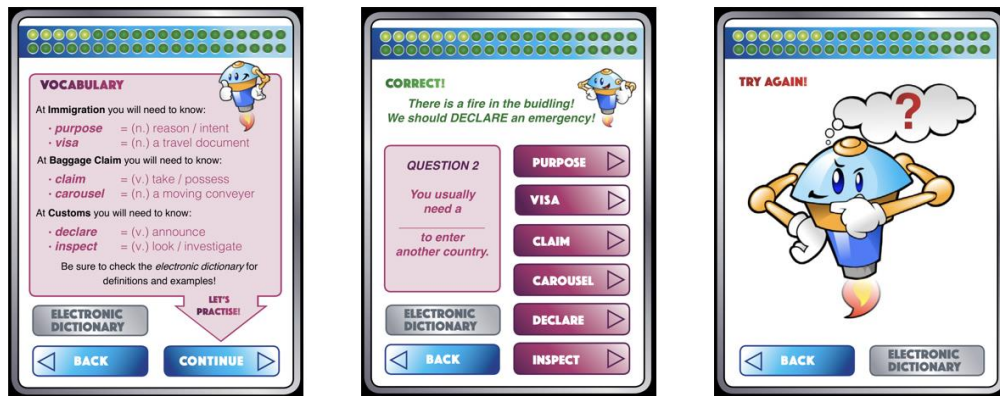 VOCABULARY
At Immigration you will need to know:
· purpose = (n.) reason / intent
· visa = (n.) a travel document
At Baggage Claim you will need to know:
· claim = (v.) take / possess
· carousel = (n.) a moving conveyer
At Customs you will need to know:
· declare = (v.) announce
· inspect = (v.) look / investigate
Be sure to check the electronic dictionary for
definitions and examples!
LET'S
PRACTISE!
ELECTRONIC
DICTIONARY
BACK
CONTINUE
CORRECT!
There is a fire in the buidling!
We should DECLARE an emergency!
QUESTION 2
You usually
need a
to enter
another country.
PURPOSE
VISA
CLAIM
CAROUSEL
DECLARE
INSPECT
ELECTRONIC
DICTIONARY
BACK
TRY AGAIN!
?
BACK
ELECTRONIC
DICTIONARY